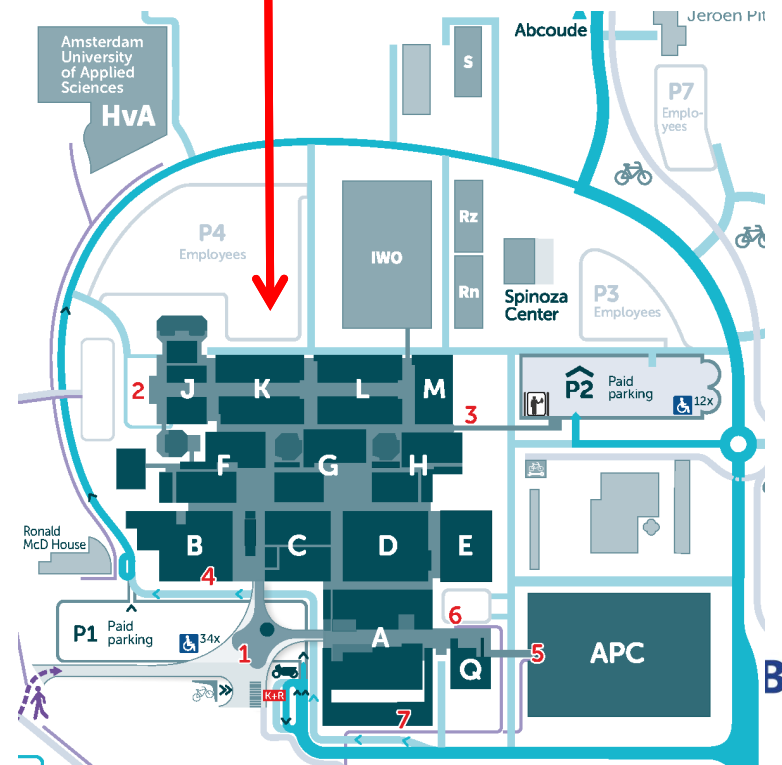 Jeroen Pit
Abcoude
Amsterdam
University
of Applied
Sciences
HvA
S
P7
Emplo-
yees
P4
Employees
IWO
Rz
Rn
Spinoza
Center
P3
Employees
J
K
L
M
2
3
P2
Paid
parking
12x
F
G
H
Ronald
McD House
B
C
D
E
4
P1
Paid
parking
34x
1
A
6
Q
5
APC
B
K+R
7